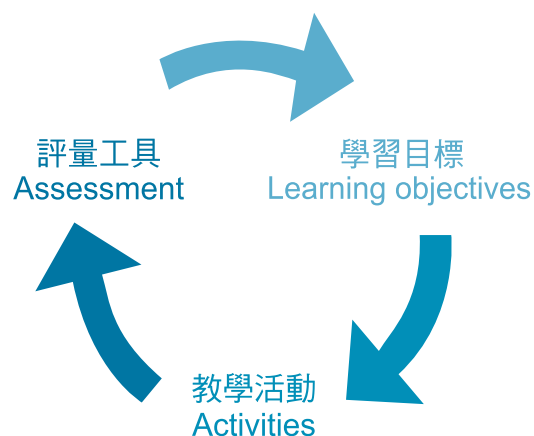 評量工具
Assessment
學習目標
Learning objectives
教學活動
Activities